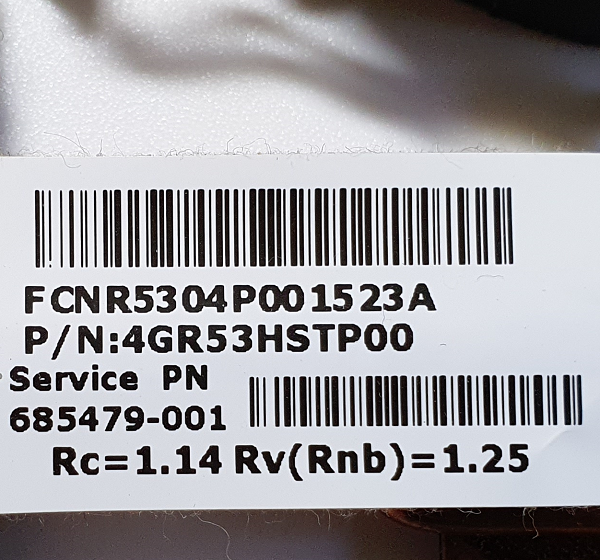 FCNR5304P001523A
P/N:4GR53HSTP00
Service PN
685479-001
Rc=1.14 Rv(Rnb)=1.25